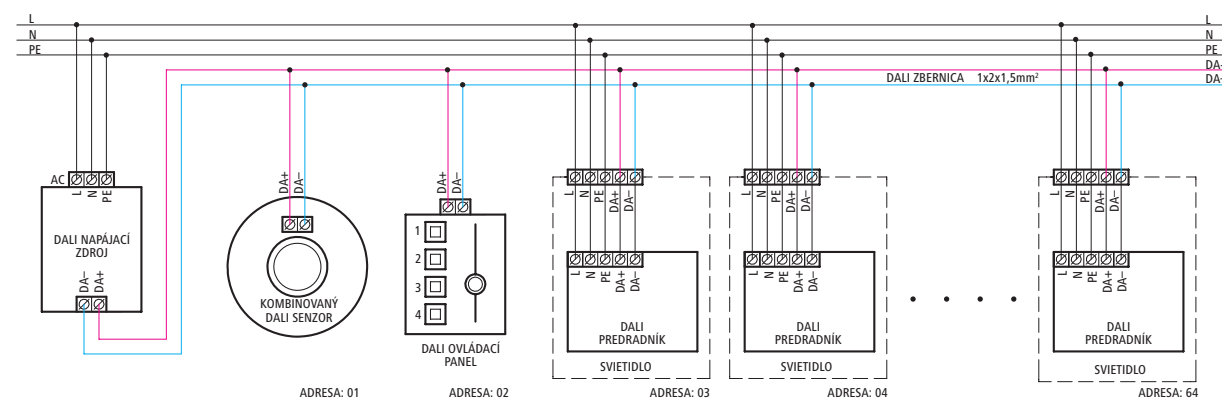 L
N
PE
L
N
PE
DA+
DA-
DALI ZBERNICA 1x2x1,5mm²
AC
L
N
PE
DALI NAPÁJACÍ
ZDROJ
DA–
DA+
DA+
DA–
KOMBINOVANÝ
DALI SENZOR
DA+
DA–
1
2
3
4
DALI OVLÁDACÍ
PANEL
L
N
PE
DA+
DA–
L
N
PE
DA+
DA–
DALI
PREDRADNÍK
SVIETIDLO
L
N
PE
DA+
DA–
L
N
PE
DA+
DA–
DALI
PREDRADNÍK
SVIETIDLO
L
N
PE
DA+
DA–
L
N
PE
DA+
DA–
DALI
PREDRADNÍK
SVIETIDLO
ADRESA: 01
ADRESA: 02
ADRESA: 03
ADRESA: 04
ADRESA: 64